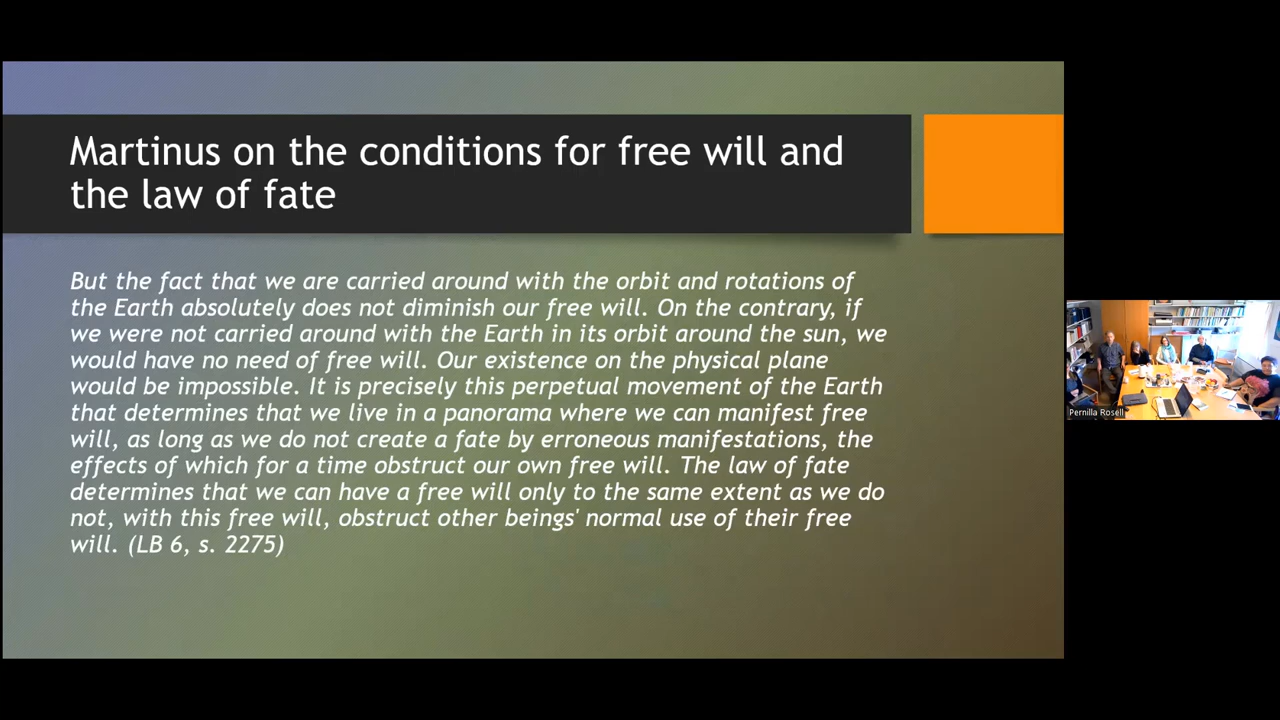 Martinus on the conditions for free will and
the law of fate
But the fact that we are carried around with the orbit and rotations of
the Earth absolutely does not diminish our free will. On the contrary, if
we were not carried around with the Earth in its orbit around the sun, we
would have no need of free will. Our existence on the physical plane
would be impossible. It is precisely this perpetual movement of the Earth
that determines that we live in a panorama where we can manifest free
will, as long as we do not create a fate by erroneous manifestations, the
effects of which for a time obstruct our own free will. The law of fate
determines that we can have a free will only to the same extent as we do
not, with this free will, obstruct other beings' normal use of their free
will. (LB 6, s. 2275)
Pernilla Rosell